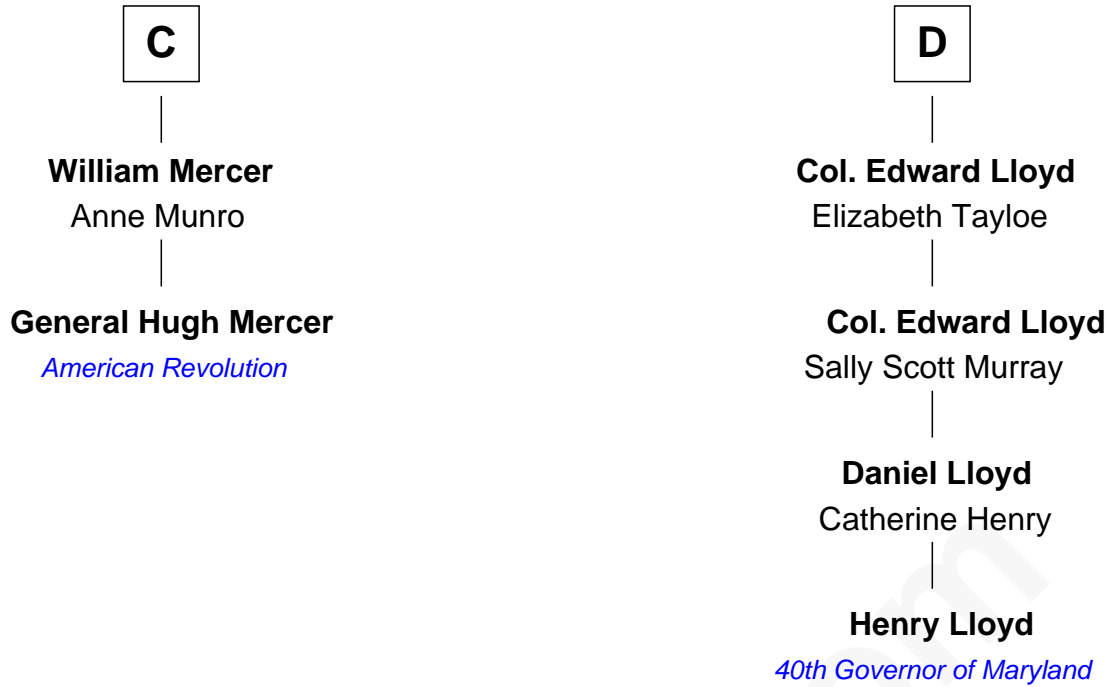 C
William Mercer
Anne Munro
General Hugh Mercer
American Revolution
D
Col. Edward Lloyd
Elizabeth Tayloe
Col. Edward Lloyd
Sally Scott Murray
Daniel Lloyd
Catherine Henry
Henry Lloyd
40th Governor of Maryland